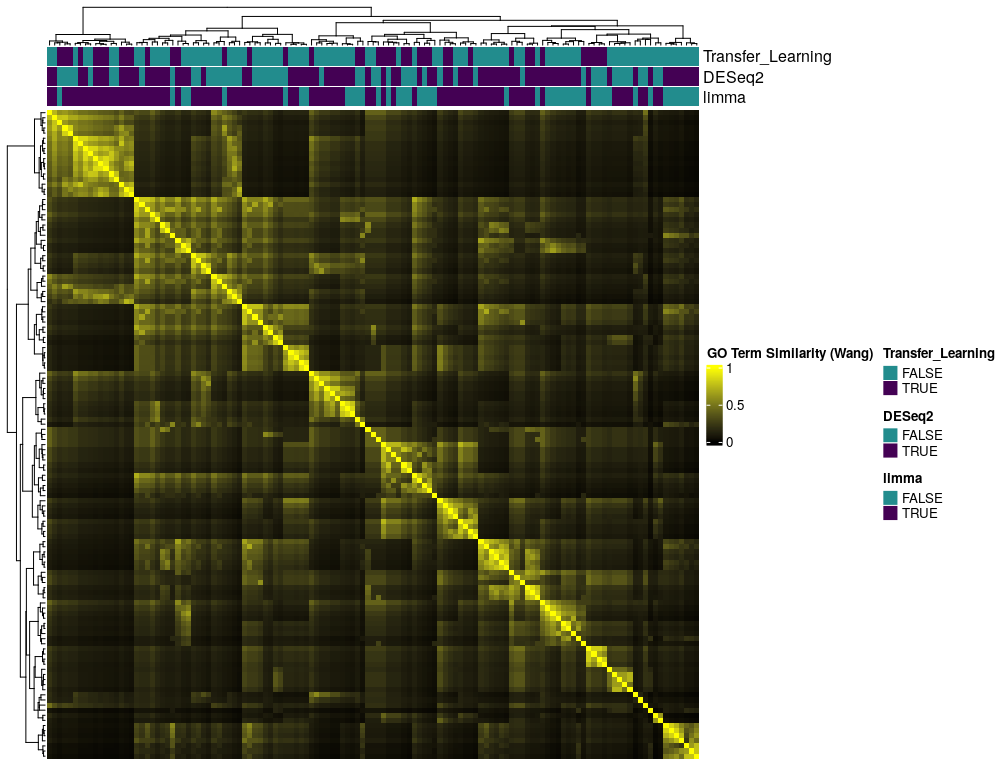 Transfer_Learning
DESeq2
limma
GO Term Similarity (Wang)
1
0.5
0
Transfer_Learning
FALSE
TRUE
DESeq2
FALSE
TRUE
limma
FALSE
TRUE